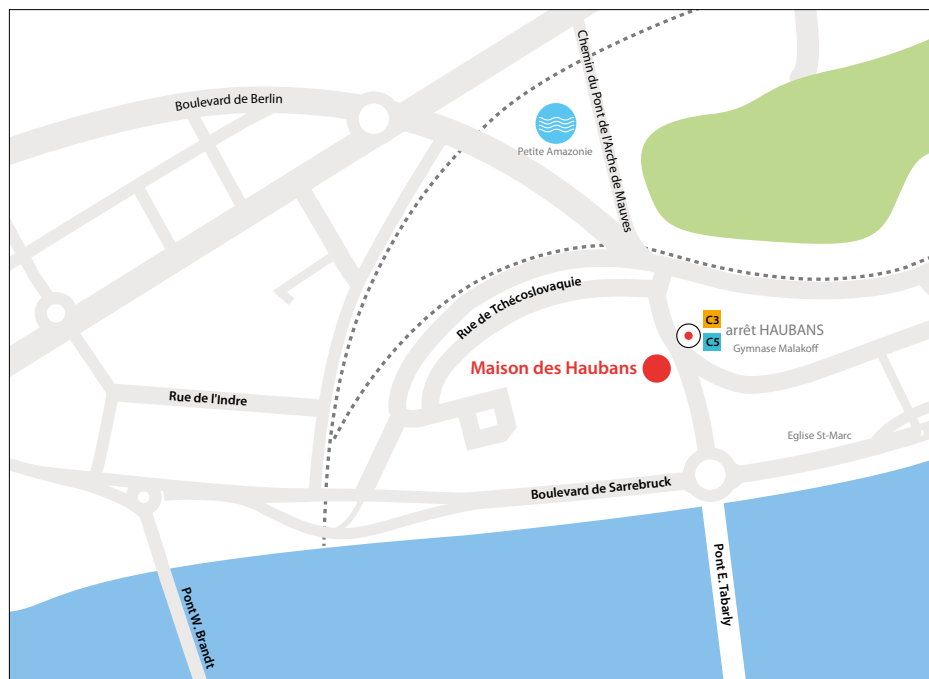 Chemin du Pont de l'Arche de Mauves
Boulevard de Berlin
Petite Amazonie
Rue de Tchécoslovaquie
C3
arrêt HAUBANS
C5
Gymnase Malakoff
Maison des Haubans
Rue de l'Indre
Eglise St-Marc
Boulevard de Sarrebruck
Pont E. Tabarly
Pont W. Brandt